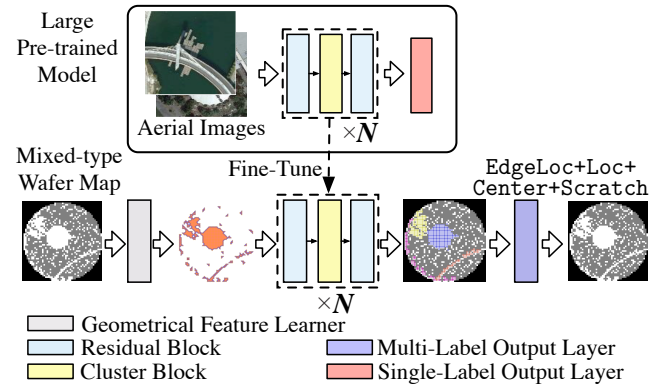 Large
Pre-trained
Model
Aerial Images
×N
Fine-Tune
Mixed-type
Wafer Map
EdgeLoc+Loc+
Center+Scratch
×N
Geometrical Feature Learner
Residual Block
Multi-Label Output Layer
Cluster Block
Single-Label Output Layer